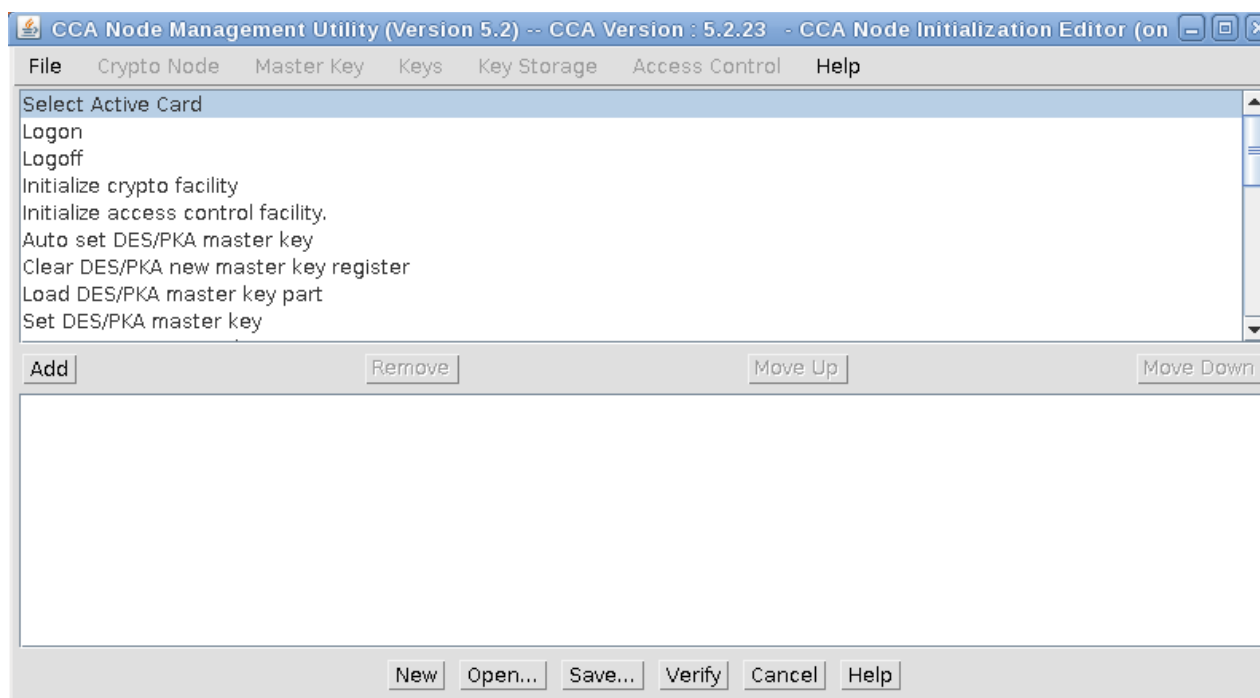 CCA Node Management Utility (Version 5.2) -- CCA Version : 5.2.23 - CCA Node Initialization Editor (on
File Crypto Node Master Key Keys Key Storage Access Control Help
Select Active Card
Logon
Logoff
Initialize crypto facility
Initialize access control facility.
Auto set DES/PKA master key
Clear DES/PKA new master key register
Load DES/PKA master key part
Set DES/PKA master key
Add Remove Move Up Move Down
New Open... Save... Verify Cancel Help